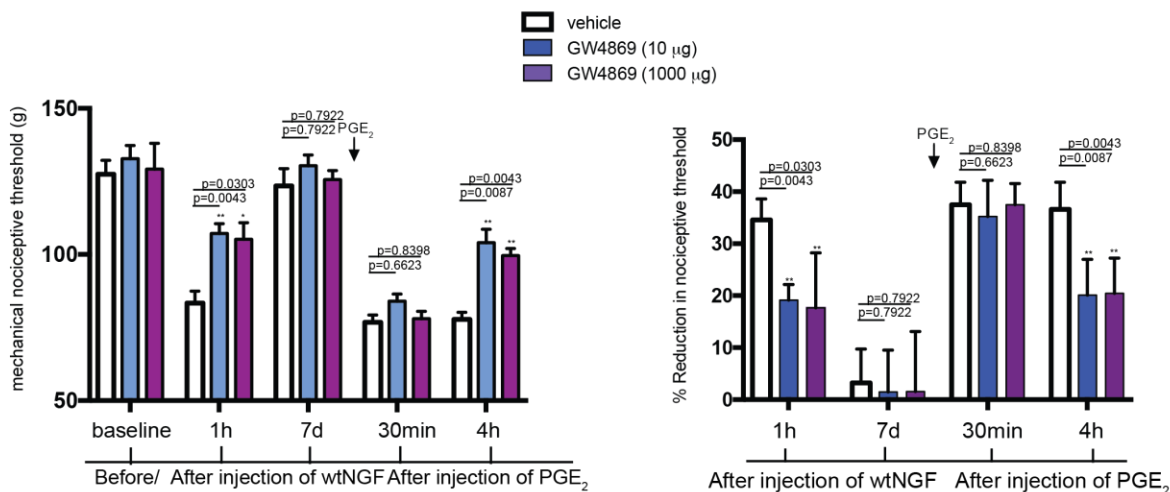 vehicle
GW4869 (10 μg)
GW4869 (1000 μg)
mechanical nociceptive threshold (g)
150
100
50
p=0.0303
p=0.0043
** *
p=0.7922
p=0.7922
PGE2
p=0.8398
p=0.6623
p=0.0043
p=0.0087
** **
baseline 1h 7d 30min 4h
Before/ After injection of wtNGF After injection of PGE2
% Reduction in nociceptive threshold
50
40
30
20
10
0
p=0.0303
p=0.0043
** **
p=0.7922
p=0.7922
PGE2
p=0.8398
p=0.6623
p=0.0043
p=0.0087
** **
1h 7d 30min 4h
After injection of wtNGF After injection of PGE2